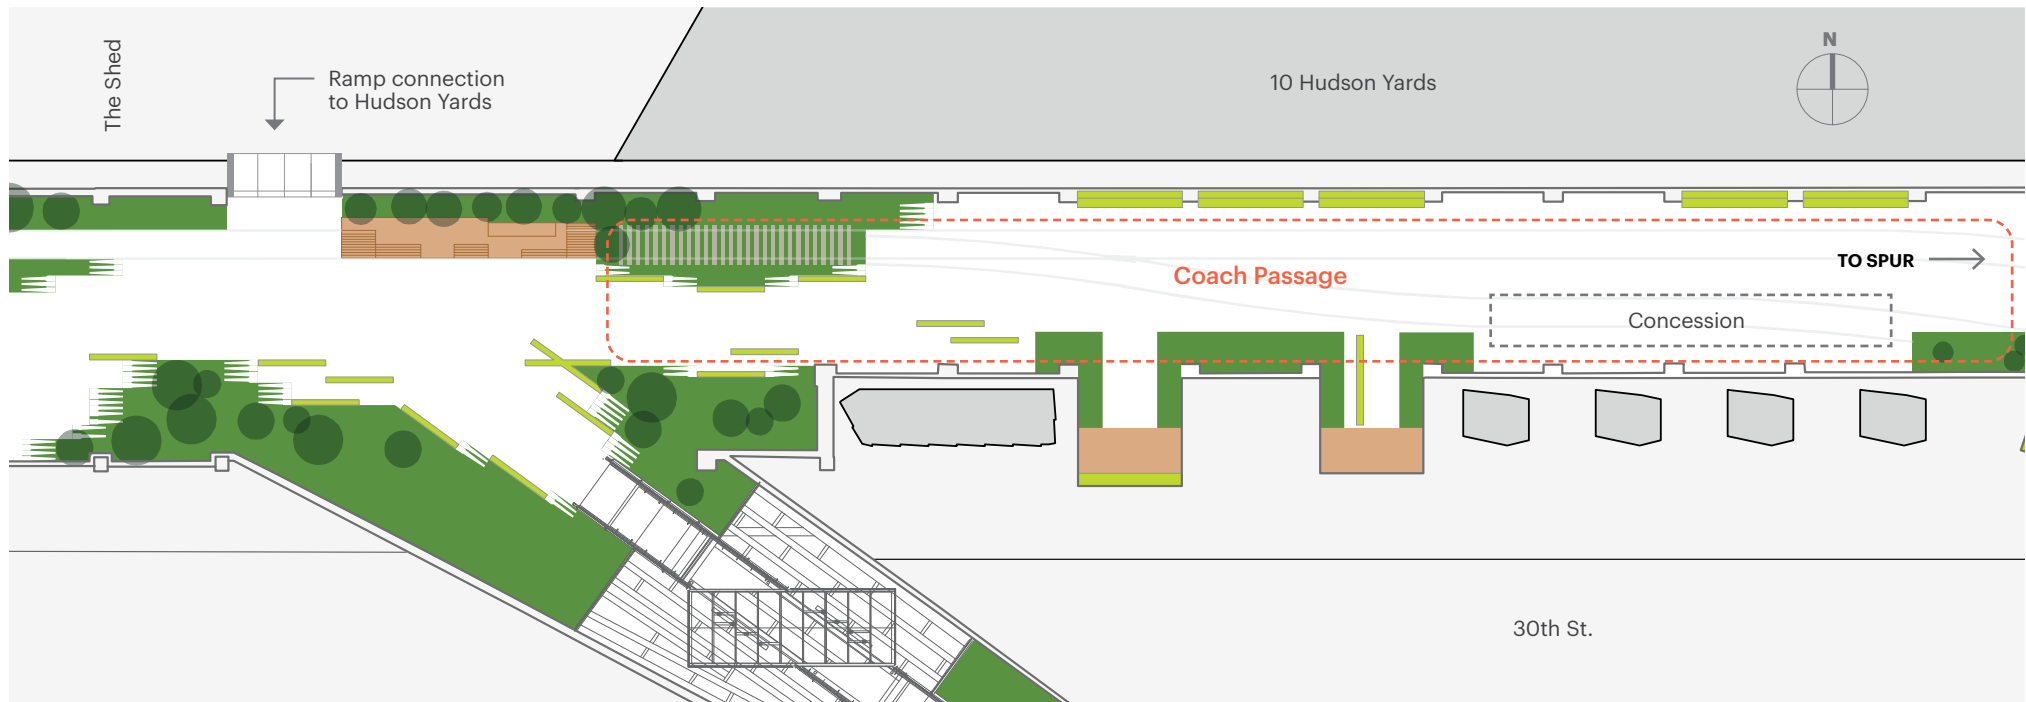 The Shed
Ramp connection
to Hudson Yards
10 Hudson Yards
N
TO SPUR
Coach Passage
Concession
30th St.